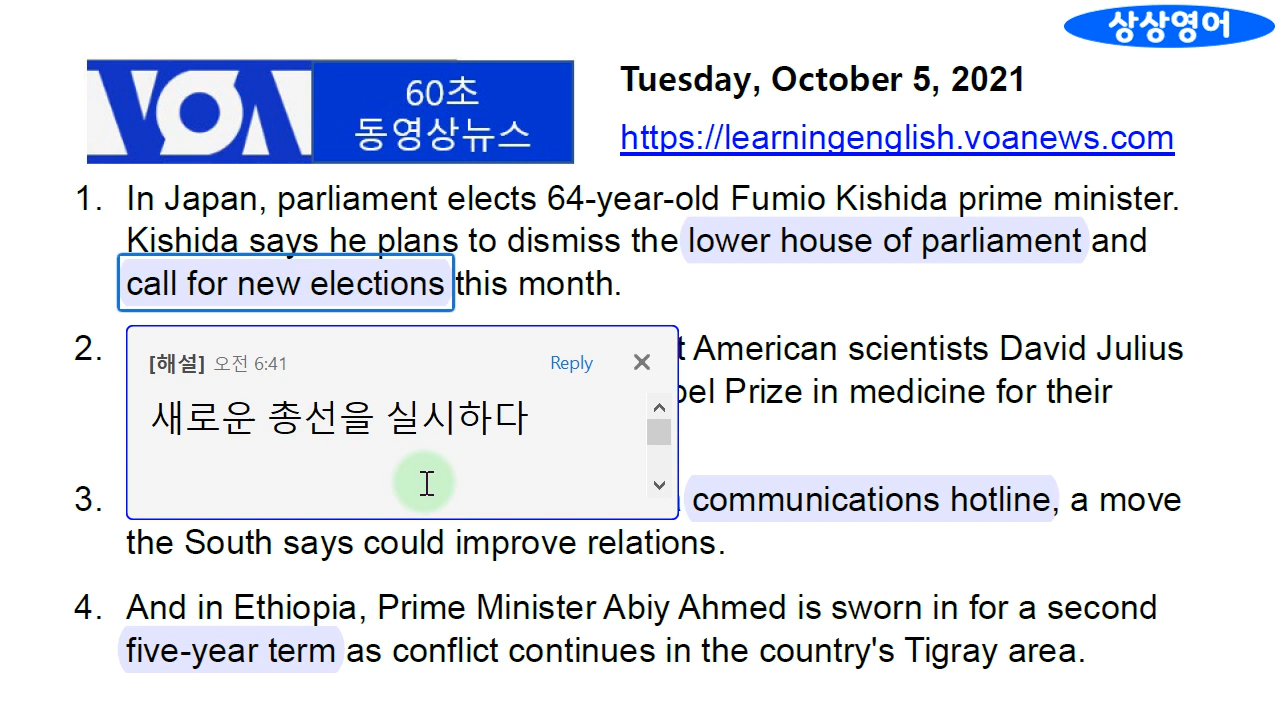 상상영어
VOA
60초
동영상뉴스
Tuesday, October 5, 2021
https://learningenglish.voanews.com
1. In Japan, parliament elects 64-year-old Fumio Kishida prime minister.
Kishida says he plans to dismiss the lower house of parliament and
call for new elections this month.
2. American scientists David Julius
[해설] 오전 6:41 Reply
Prize in medicine for their
새로운 총선을 실시하다
3. communications hotline, a move
the South says could improve relations.
4. And in Ethiopia, Prime Minister Abiy Ahmed is sworn in for a second
five-year term as conflict continues in the country's Tigray area.